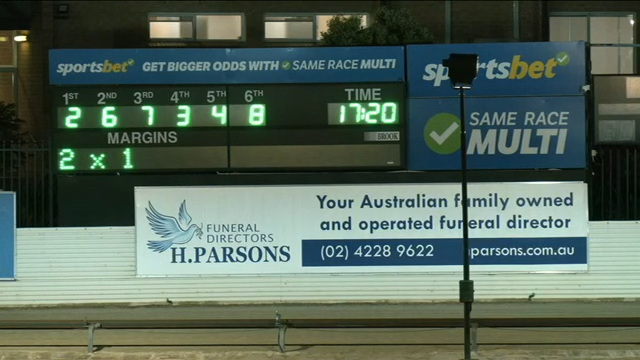 sportsbet GET BIGGER ODDS WITH SAME RACE MULTI
1ST 2ND 3RD 4TH 5TH 6TH TIME
2 6 7 3 4 8 17:20
MARGINS BROOK
2 x 1
sportsbet
SAME RACE
MULTI
FUNERAL
DIRECTORS
H.PARSONS
Your Australian family owned
and operated funeral director
(02) 4228 9622 hparsons.com.au